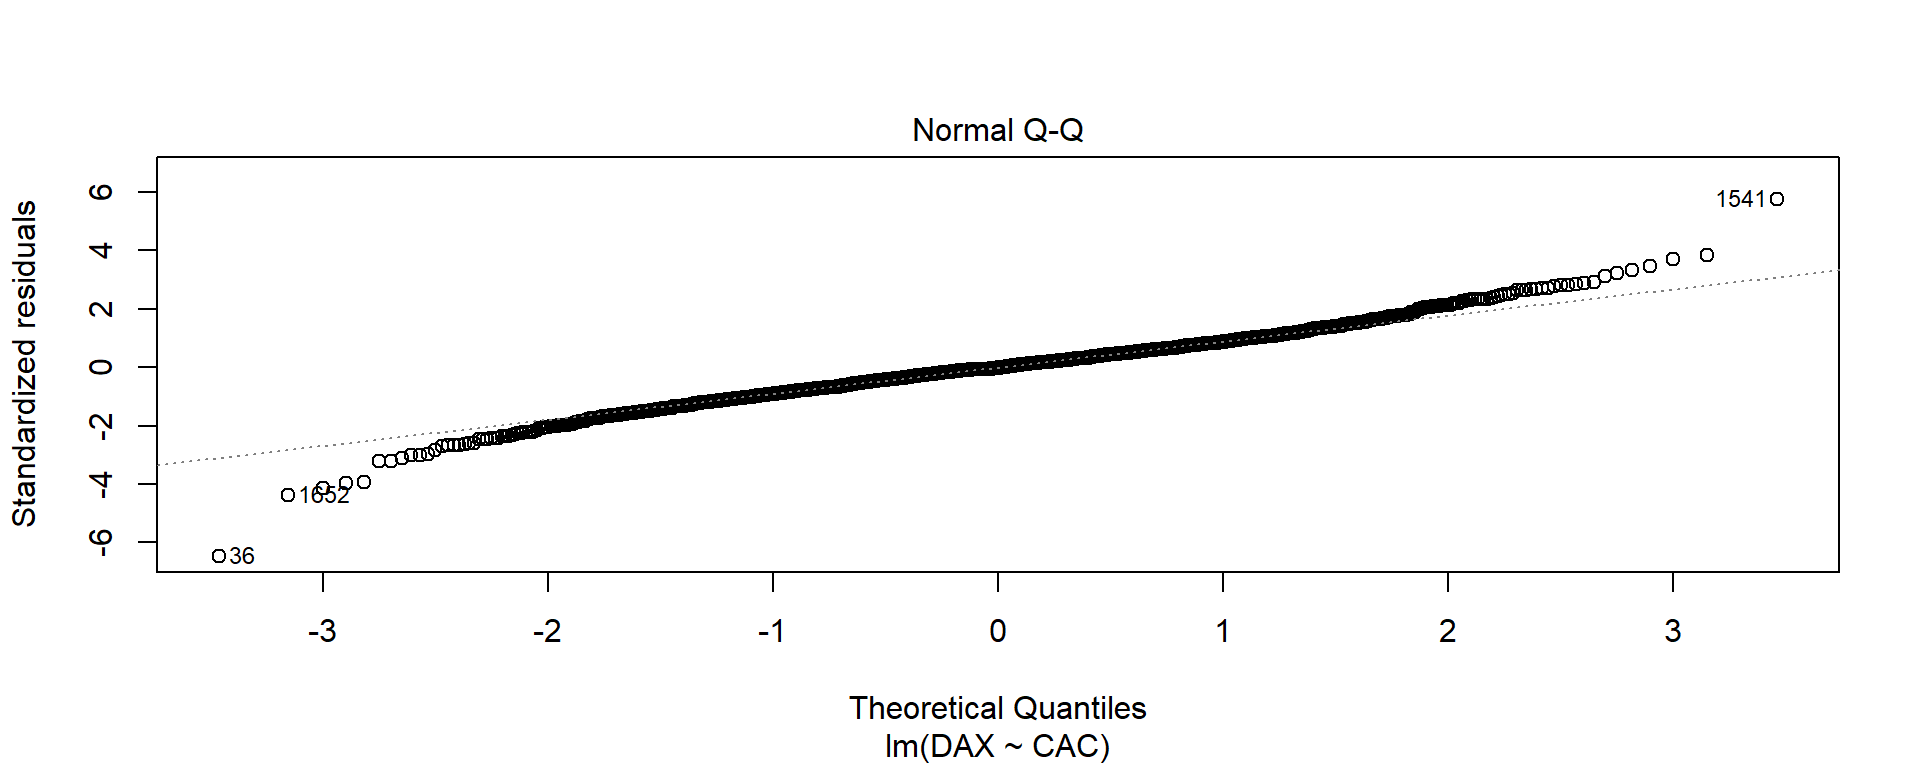 Normal Q-Q
Standardized residuals
6
4
2
0
-2
-4
-6
1541
1652
36
-3 -2 -1 0 1 2 3
Theoretical Quantiles
lm(DAX ~ CAC)